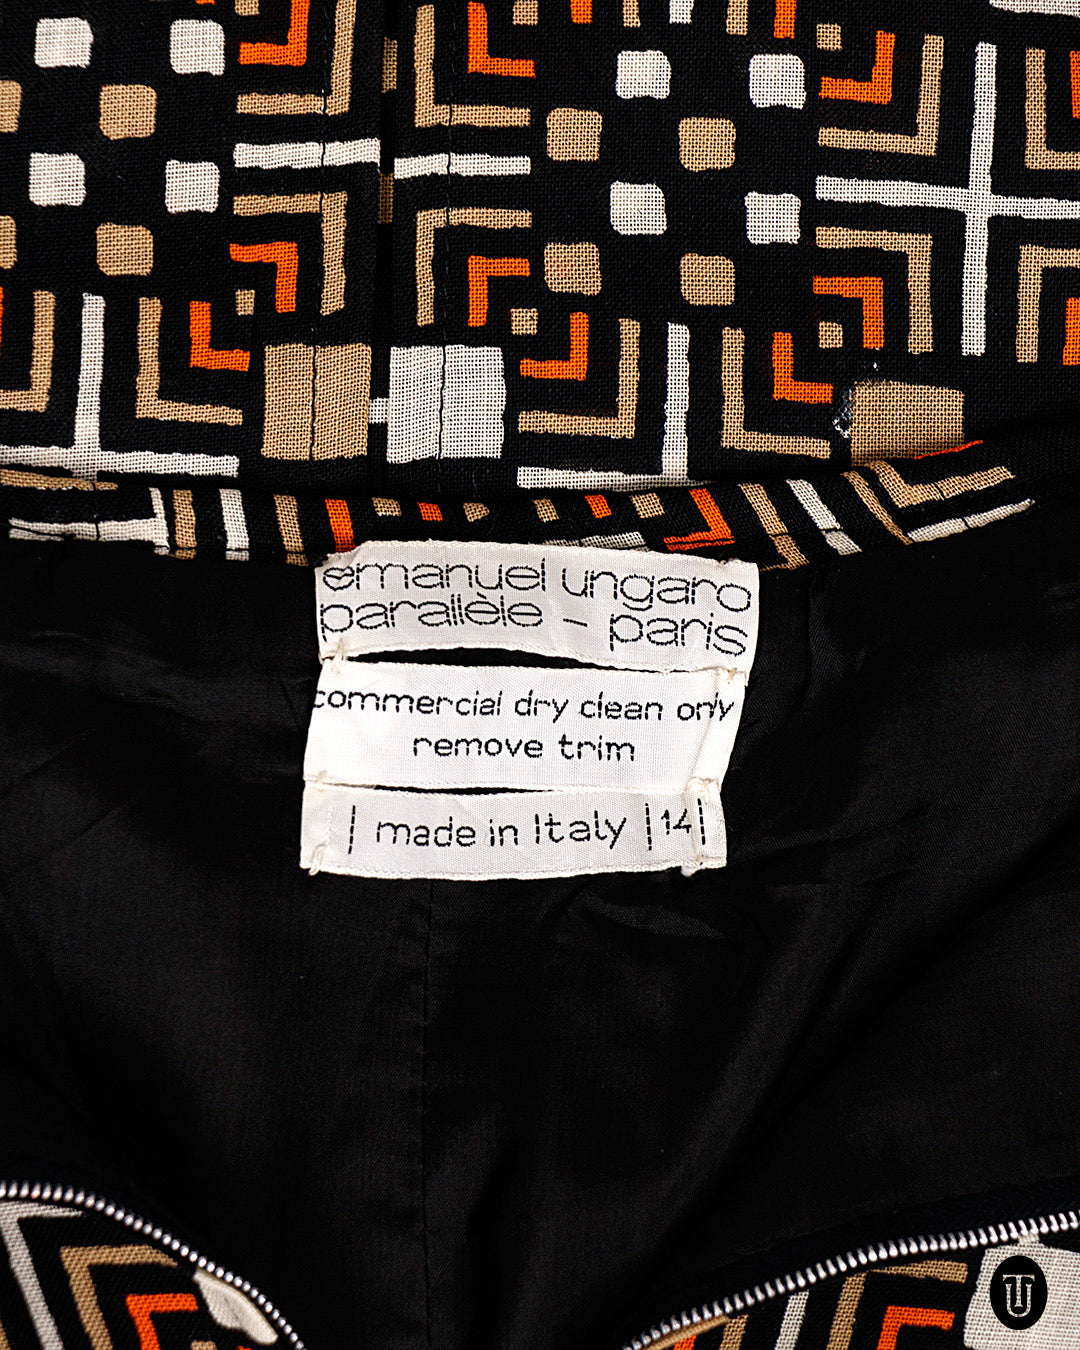 emanuel ungaro
parallèle – paris
commercial dry clean only
remove trim
| made in Italy | 14 |